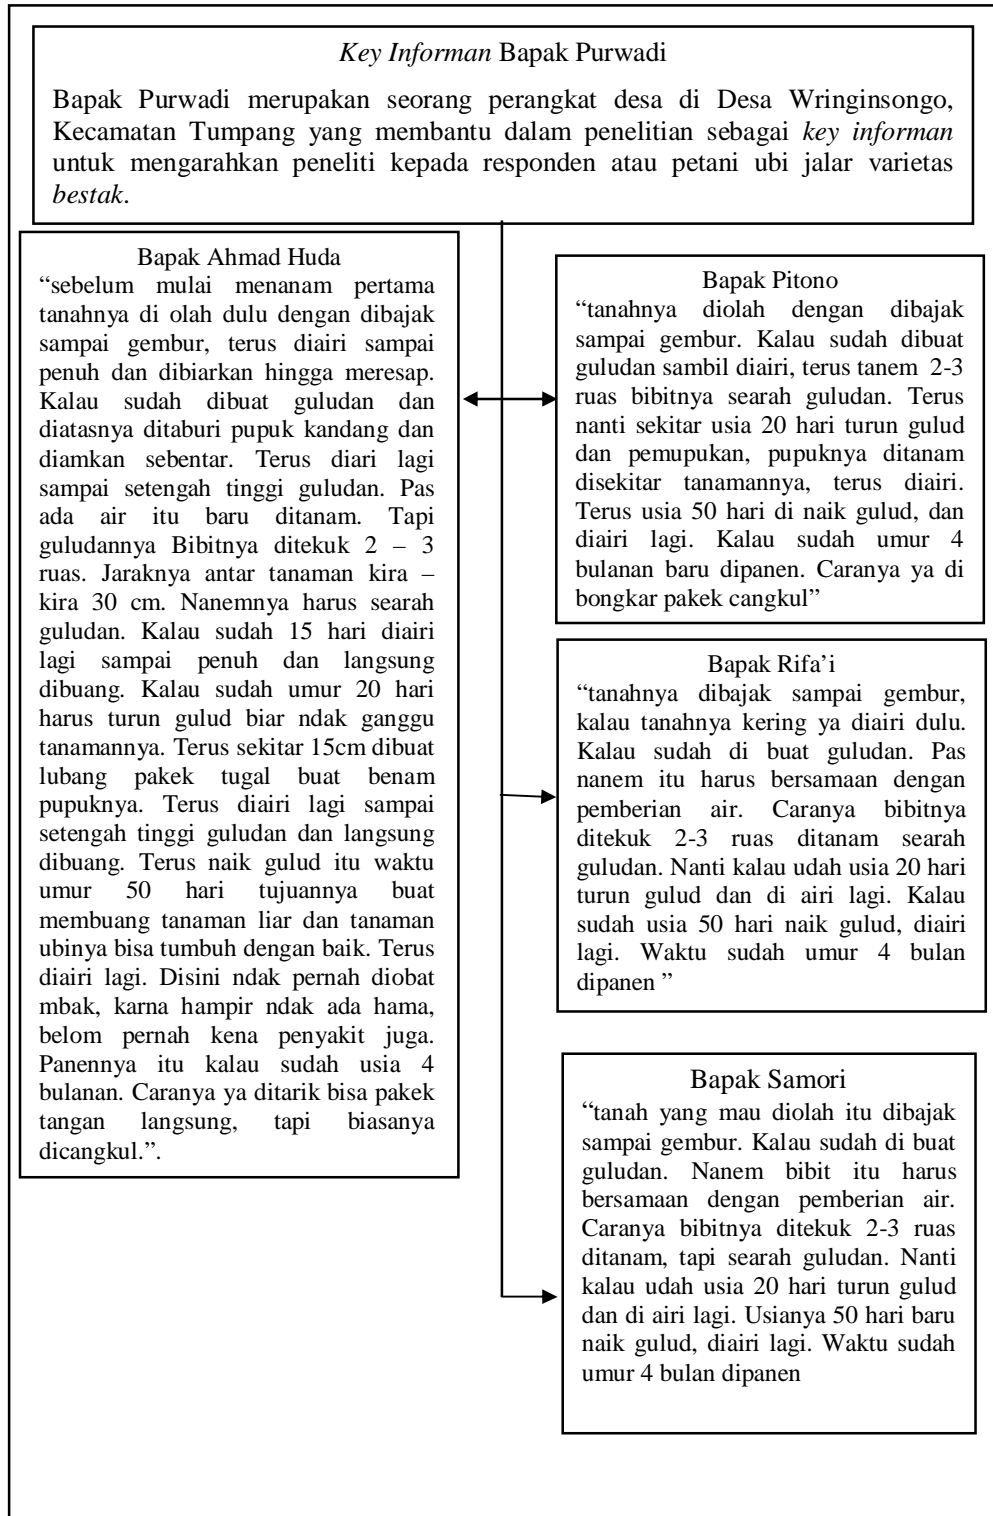 Key Informan Bapak Purwadi
Bapak Purwadi merupakan seorang perangkat desa di Desa Wringinsongo,
Kecamatan Tumpang yang membantu dalam penelitian sebagai key informan
untuk mengarahkan peneliti kepada responden atau petani ubi jalar varietas
bestak.
Bapak Ahmad Huda
“sebelum mulai menanam pertama
tanahnya di olah dulu dengan dibajak
sampai gembur, terus diairi sampai
penuh dan dibiarkan hingga meresap.
Kalau sudah dibuat guludan dan
diatasnya ditaburi pupuk kandang dan
diamkan sebentar. Terus diari lagi
sampai setengah tinggi guludan. Pas
ada air itu baru ditanam. Tapi
guludannya Bibitnya ditekuk 2 – 3
ruas. Jaraknya antar tanaman kira –
kira 30 cm. Nanemnya harus searah
guludan. Kalau sudah 15 hari diairi
lagi sampai penuh dan langsung
dibuang. Kalau sudah umur 20 hari
harus turun gulud biar ndak ganggu
tanamannya. Terus sekitar 15cm dibuat
lubang pakek tugal buat benam
pupuknya. Terus diairi lagi sampai
setengah tinggi guludan dan langsung
dibuang. Terus naik gulud itu waktu
umur 50 hari tujuannya buat
membuang tanaman liar dan tanaman
ubinya bisa tumbuh dengan baik. Terus
diairi lagi. Disini ndak pernah diobat
mbak, karna hampir ndak ada hama,
belom pernah kena penyakit juga.
Panennya itu kalau sudah usia 4
bulanan. Caranya ya ditarik bisa pakek
tangan langsung, tapi biasanya
dicangkul.”.
Bapak Pitono
“tanahnya diolah dengan dibajak
sampai gembur. Kalau sudah dibuat
guludan sambil diairi, terus tanem 2-3
ruas bibitnya searah guludan. Terus
nanti sekitar usia 20 hari turun gulud
dan pemupukan, pupuknya ditanam
disekitar tanamannya, terus diairi.
Terus usia 50 hari di naik gulud, dan
diairi lagi. Kalau sudah umur 4
bulanan baru dipanen. Caranya ya di
bongkar pakek cangkul”
Bapak Rifa’i
“tanahnya dibajak sampai gembur,
kalau tanahnya kering ya diairi dulu.
Kalau sudah di buat guludan. Pas
nanem itu harus bersamaan dengan
pemberian air. Caranya bibitnya
ditekuk 2-3 ruas ditanam searah
guludan. Nanti kalau udah usia 20 hari
turun gulud dan di airi lagi. Kalau
sudah usia 50 hari naik gulud, diairi
lagi. Waktu sudah umur 4 bulan
dipanen ”
Bapak Samori
“tanah yang mau diolah itu dibajak
sampai gembur. Kalau sudah di buat
guludan. Nanem bibit itu harus
bersamaan dengan pemberian air.
Caranya bibitnya ditekuk 2-3 ruas
ditanam, tapi searah guludan. Nanti
kalau udah usia 20 hari turun gulud
dan di airi lagi. Usianya 50 hari baru
naik gulud, diairi lagi. Waktu sudah
umur 4 bulan dipanen